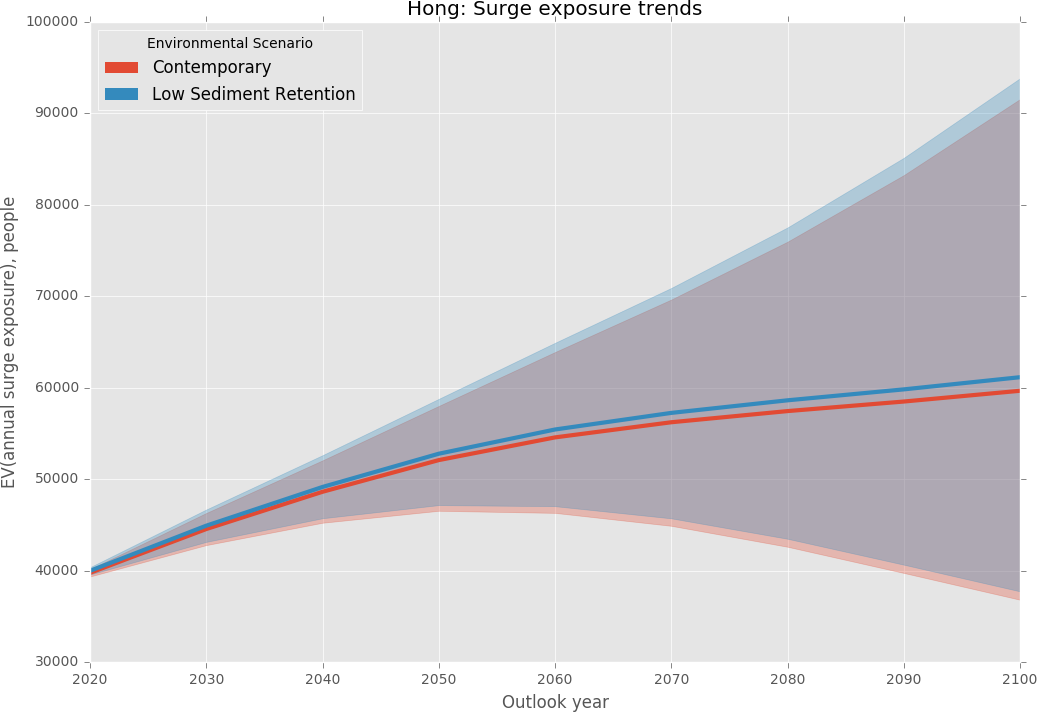 Hong: Surge exposure trends
Environmental Scenario
Contemporary
Low Sediment Retention
EV(annual surge exposure), people
100000
90000
80000
70000
60000
50000
40000
30000
2020 2030 2040 2050 2060 2070 2080 2090 2100
Outlook year